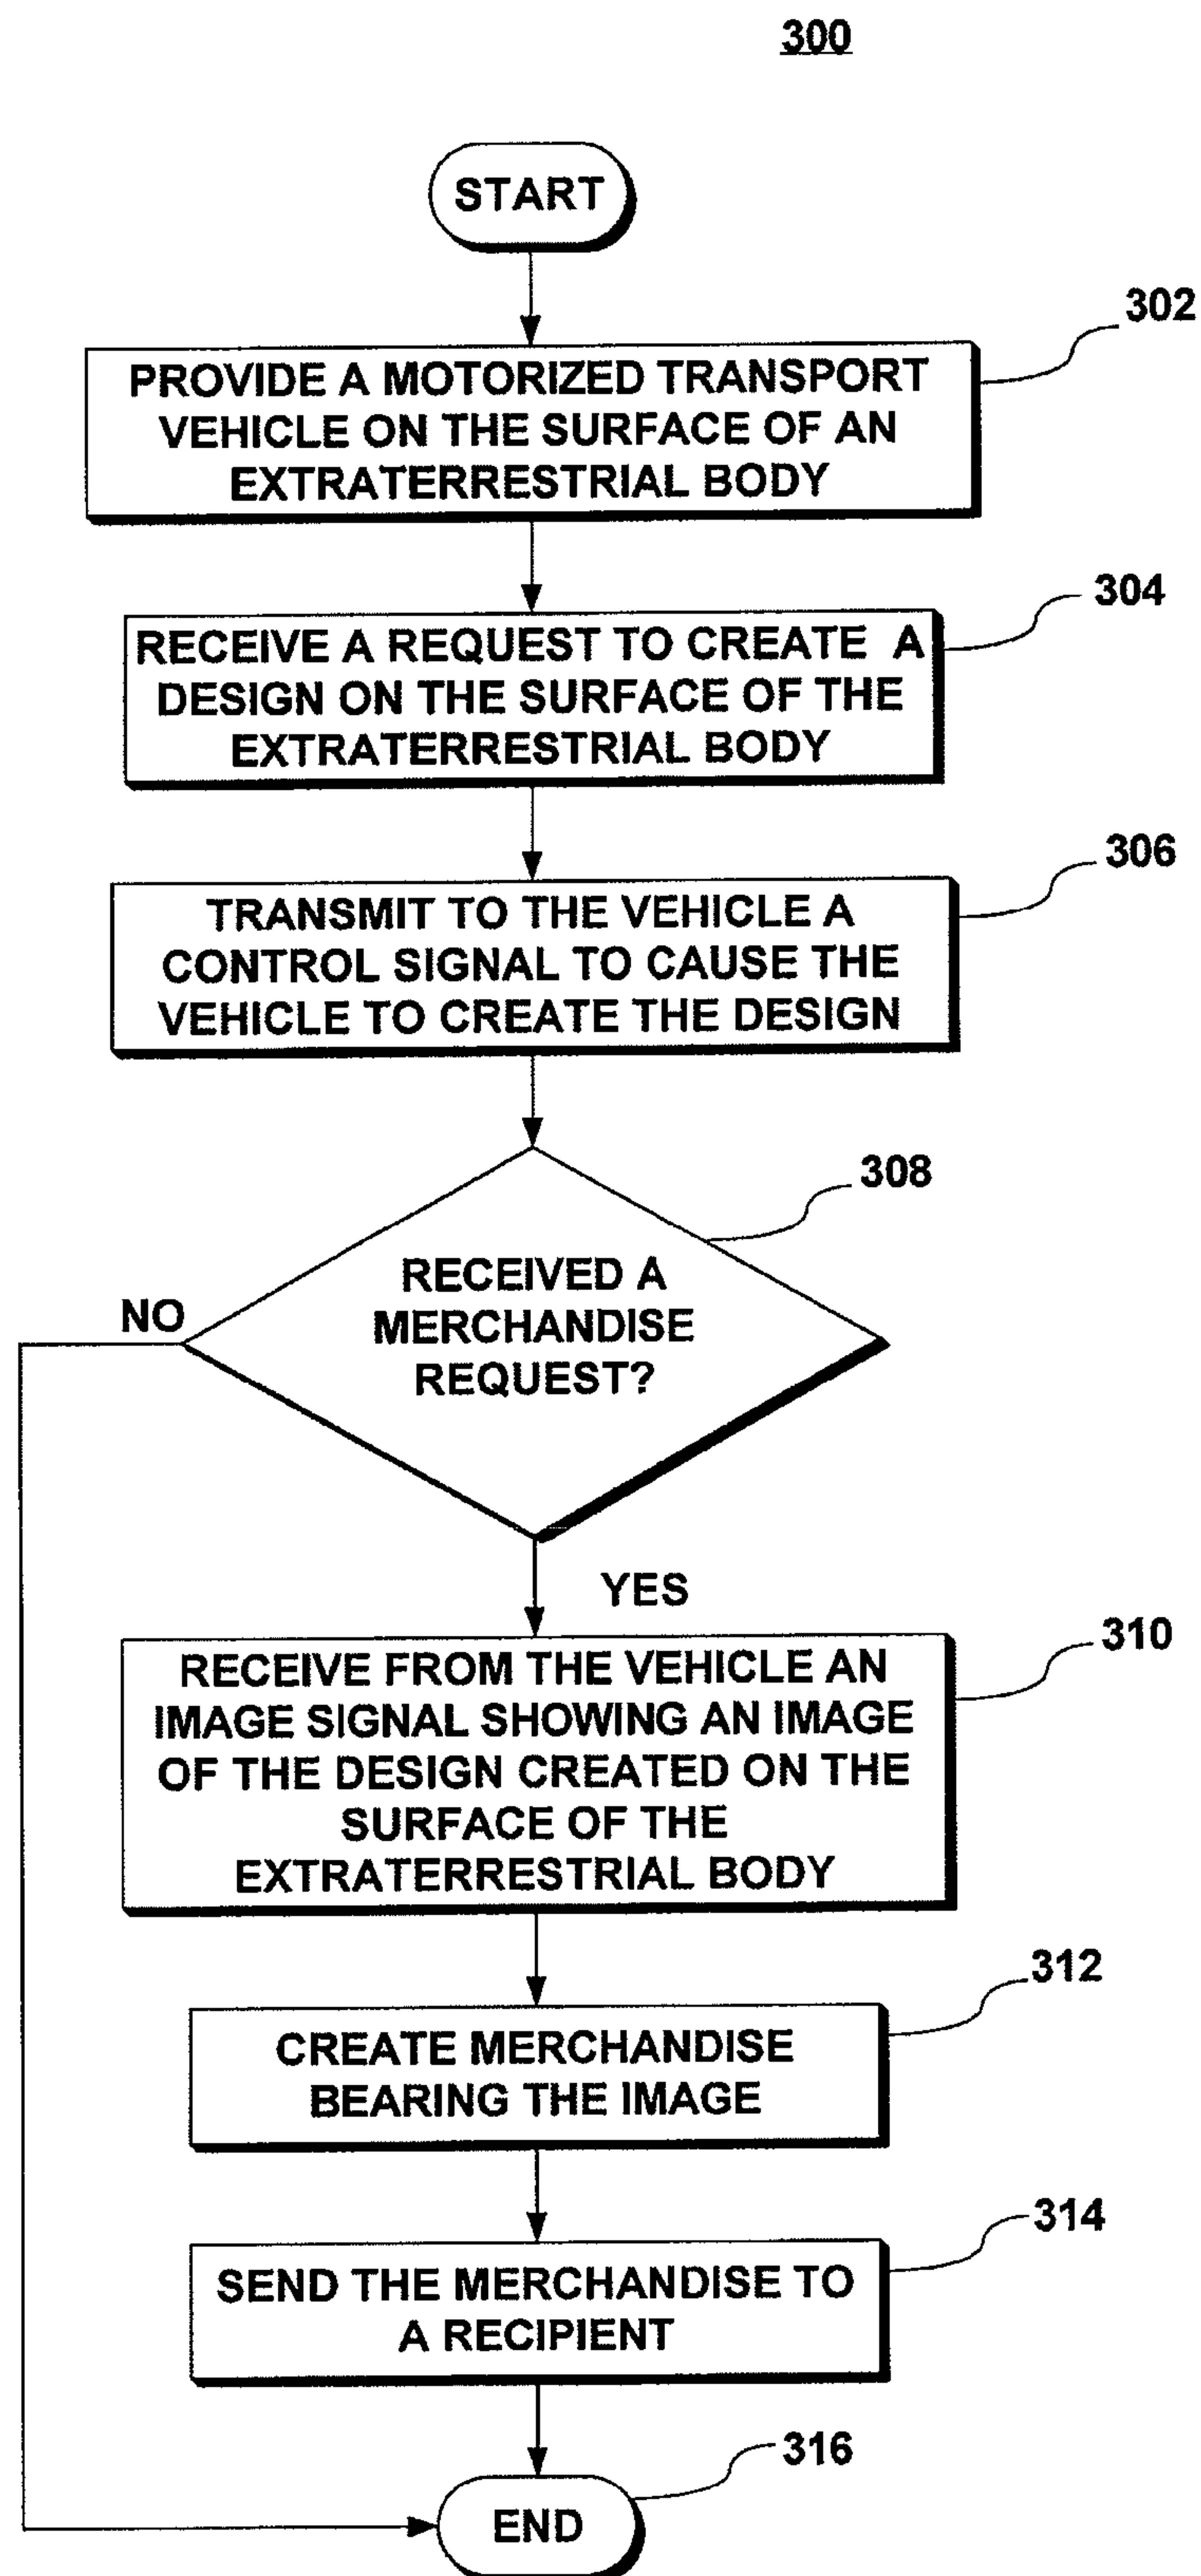 300
START
302
PROVIDE A MOTORIZED TRANSPORT
VEHICLE ON THE SURFACE OF AN
EXTRATERRESTRIAL BODY
304
RECEIVE A REQUEST TO CREATE A
DESIGN ON THE SURFACE OF THE
EXTRATERRESTRIAL BODY
306
TRANSMIT TO THE VEHICLE A
CONTROL SIGNAL TO CAUSE THE
VEHICLE TO CREATE THE DESIGN
308
RECEIVED A
MERCHANDISE
REQUEST?
NO
YES
310
RECEIVE FROM THE VEHICLE AN
IMAGE SIGNAL SHOWING AN IMAGE
OF THE DESIGN CREATED ON THE
SURFACE OF THE
EXTRATERRESTRIAL BODY
312
CREATE MERCHANDISE
BEARING THE IMAGE
314
SEND THE MERCHANDISE TO
A RECIPIENT
316
END